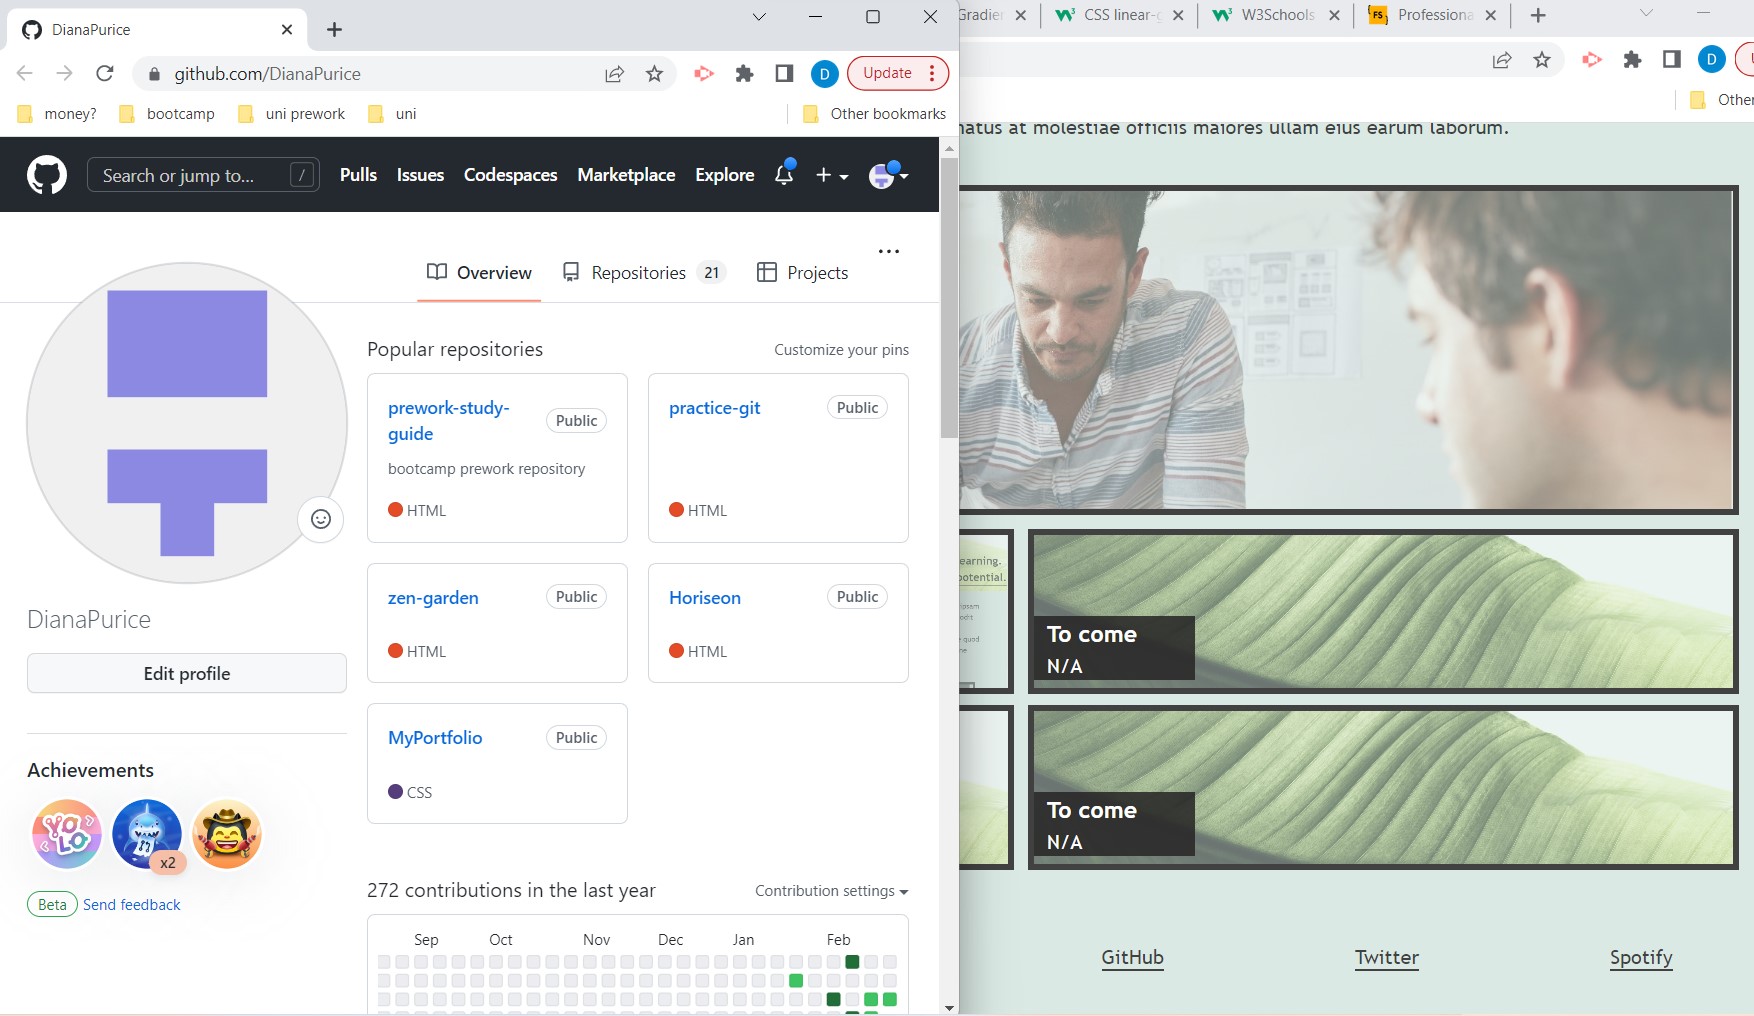 DianaPurice
github.com/DianaPurice
Update
money?
bootcamp
uni prework
uni
Other bookmarks
Search or jump to...
/
Pulls
Issues
Codespaces
Marketplace
Explore
Overview
Repositories 21
Projects
Popular repositories
Customize your pins
prework-study-
guide
Public
bootcamp prework repository
HTML
practice-git
Public
HTML
zen-garden
Public
HTML
Horiseon
Public
HTML
MyPortfolio
Public
CSS
DianaPurice
Edit profile
Achievements
YOLO
x2
Beta Send feedback
272 contributions in the last year
Contribution settings
Sep Oct Nov Dec Jan Feb
D
CSS linear-g
W3Schools
FS
Professiona
D
at molestiae officiis maiores ullam eius earum laborum.
earning.
potential.
To come
N/A
To come
N/A
GitHub
Twitter
Spotify